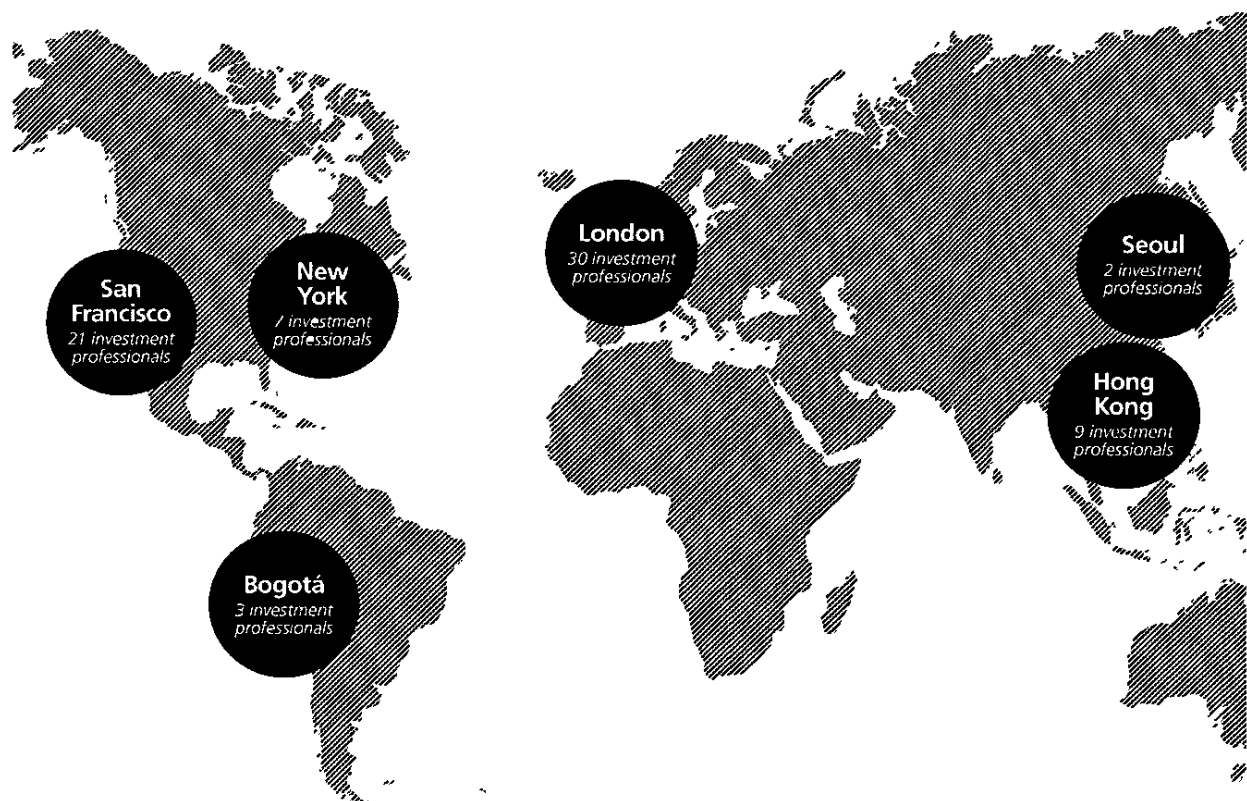 San
Francisco
21 investment
professionals
New
York
7 investment
professionals
London
30 investment
professionals
Seoul
2 investment
professionals
Hong
Kong
9 investment
professionals
Bogotá
3 investment
professionals